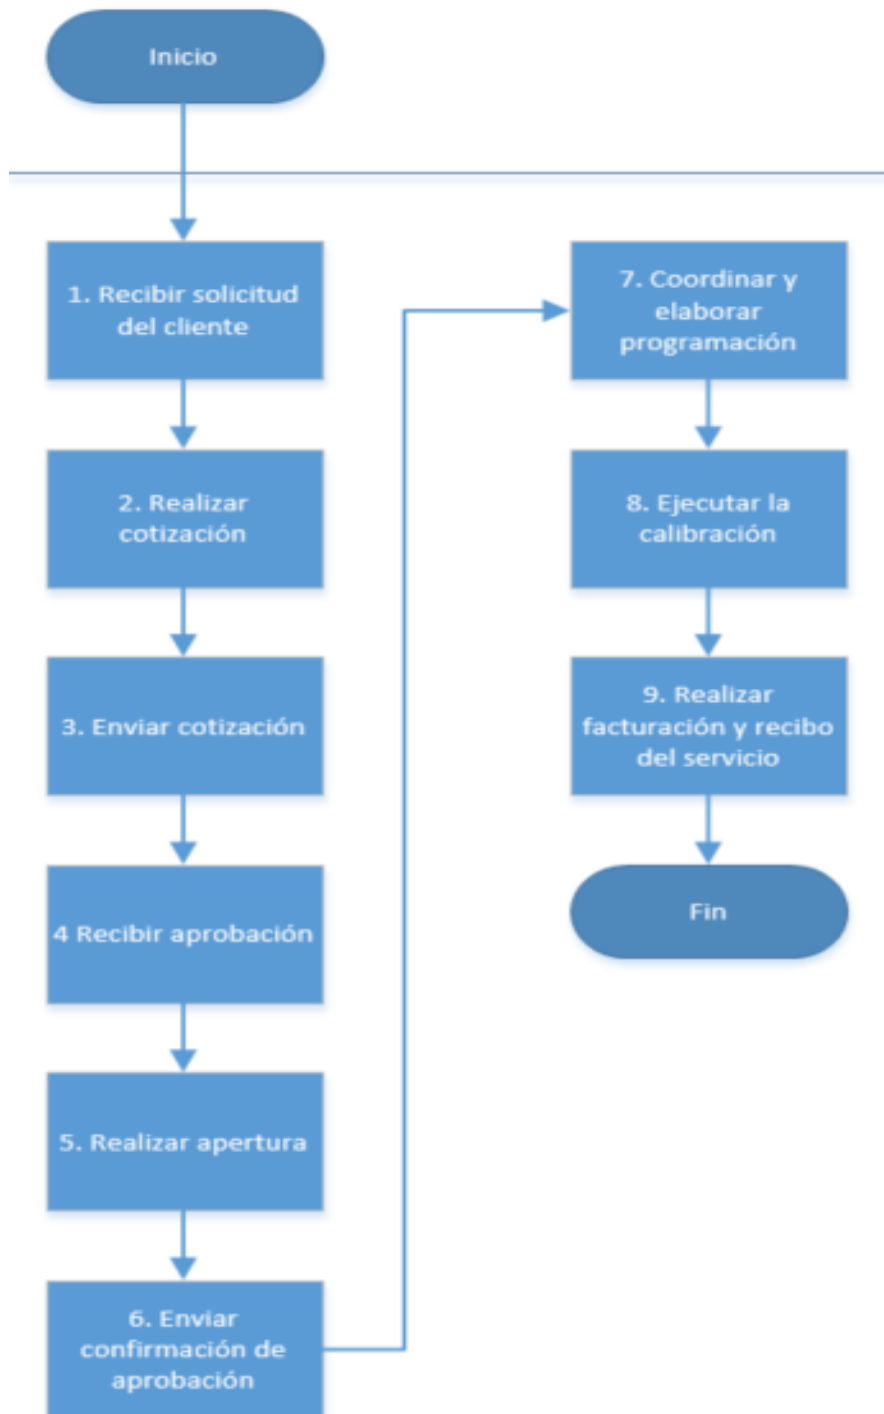 Inicio
1. Recibir solicitud
del cliente
2. Realizar
cotización
3. Enviar cotización
4 Recibir aprobación
5. Realizar apertura
6. Enviar
confirmación de
aprobación
7. Coordinar y
elaborar
programación
8. Ejecutar la
calibración
9. Realizar
facturación y recibo
del servicio
Fin